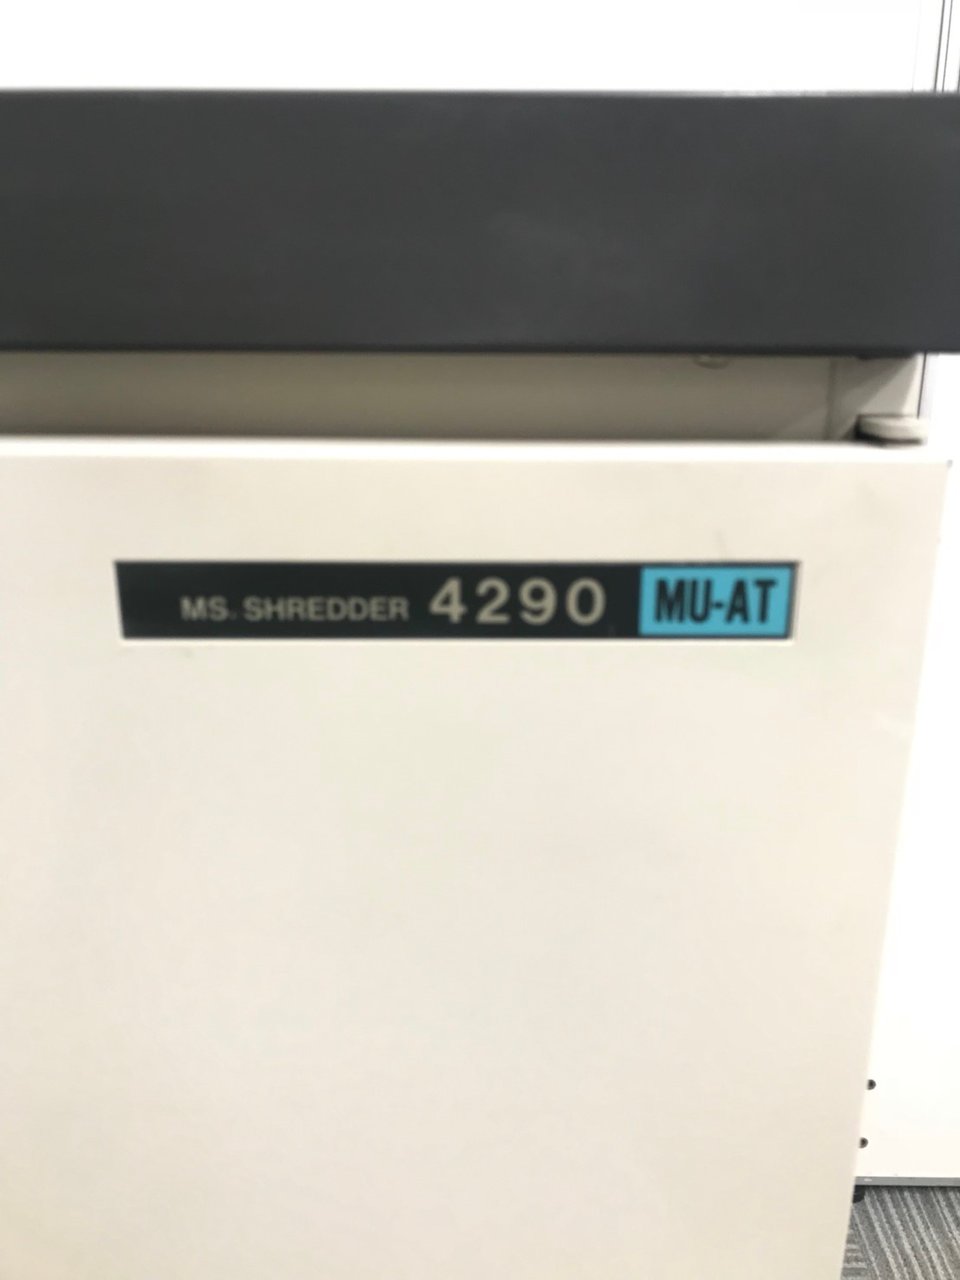 MS. SHREDDER 4290 MU-AT